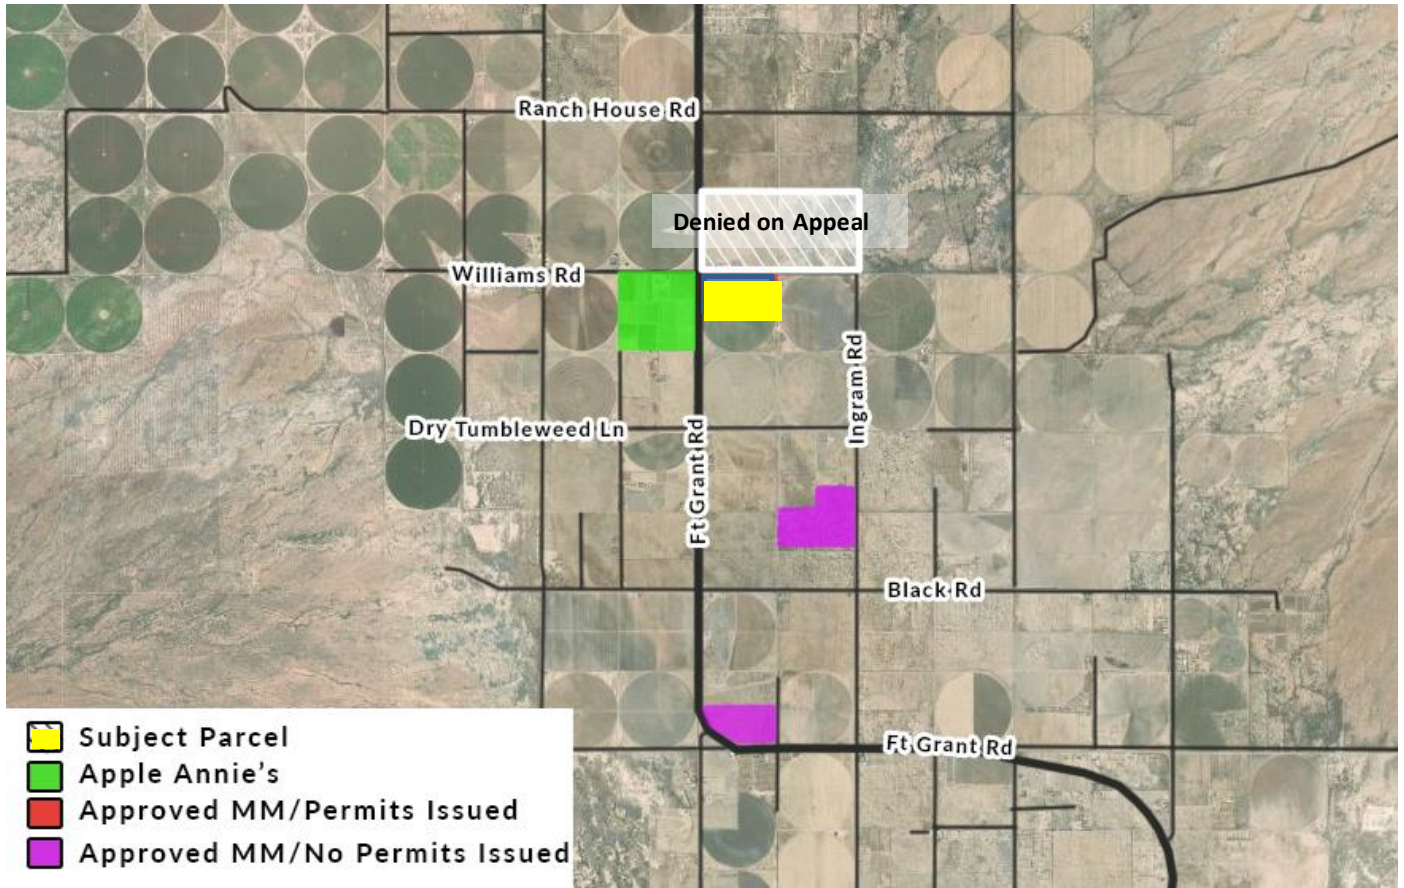 Ranch House Rd
Denied on Appeal
Williams Rd
Ingram Rd
Dry Tumbleweed Ln
Ft Grant Rd
Black Rd
Ft Grant Rd
Subject Parcel
Apple Annie's
Approved MM/Permits Issued
Approved MM/No Permits Issued